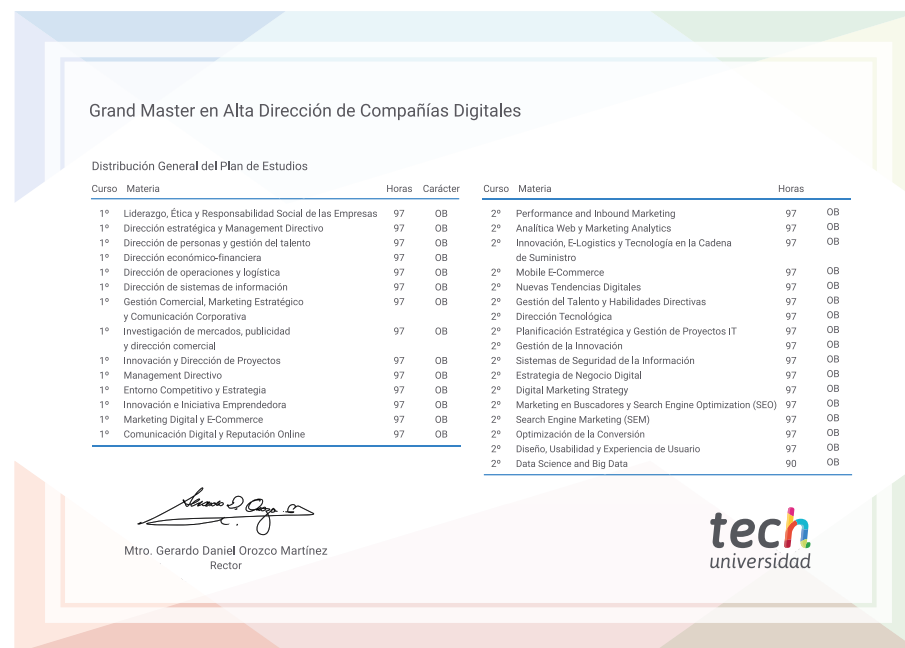 Grand Master en Alta Dirección de Compañías Digitales
Distribución General del Plan de Estudios
Curso Materia Horas Carácter
1º Liderazgo, Ética y Responsabilidad Social de las Empresas 97 OB
1º Dirección estratégica y Management Directivo 97 OB
1º Dirección de personas y gestión del talento 97 OB
1º Dirección económico-financiera 97 OB
1º Dirección de operaciones y logística 97 OB
1º Dirección de sistemas de información 97 OB
1º Gestión Comercial, Marketing Estratégico 97 OB
y Comunicación Corporativa
1º Investigación de mercados, publicidad 97 OB
y dirección comercial
1º Innovación y Dirección de Proyectos 97 OB
1º Management Directivo 97 OB
1º Entorno Competitivo y Estrategia 97 OB
1º Innovación e Iniciativa Emprendedora 97 OB
1º Marketing Digital y E-Commerce 97 OB
1º Comunicación Digital y Reputación Online 97 OB
Curso Materia Horas
2º Performance and Inbound Marketing 97 OB
2º Analítica Web y Marketing Analytics 97 OB
2º Innovación, E-Logistics y Tecnología en la Cadena 97 OB
de Suministro
2º Mobile E-Commerce 97 OB
2º Nuevas Tendencias Digitales 97 OB
2º Gestión del Talento y Habilidades Directivas 97 OB
2º Dirección Tecnológica 97 OB
2º Planificación Estratégica y Gestión de Proyectos IT 97 OB
2º Gestión de la Innovación 97 OB
2º Sistemas de Seguridad de la Información 97 OB
2º Estrategia de Negocio Digital 97 OB
2º Digital Marketing Strategy 97 OB
2º Marketing en Buscadores y Search Engine Optimization (SEO) 97 OB
2º Search Engine Marketing (SEM) 97 OB
2º Optimización de la Conversión 97 OB
2º Diseño, Usabilidad y Experiencia de Usuario 97 OB
2º Data Science and Big Data 90 OB
Mtro. Gerardo Daniel Orozco Martínez
Rector
tech
universidad